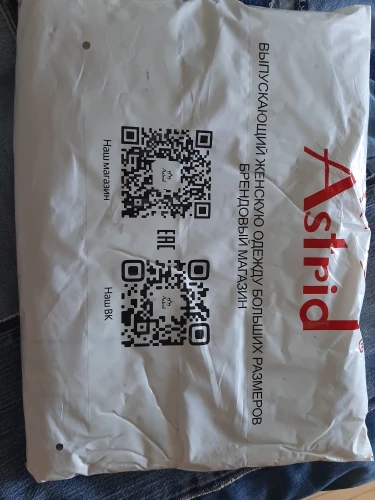 Astrid®
БРЕНДОВЫЙ МАГАЗИН
ВЫПУСКАЮЩИЙ ЖЕНСКУЮ ОДЕЖДУ БОЛЬШИХ РАЗМЕРОВ
EAC
Наш магазин
Наш ВК